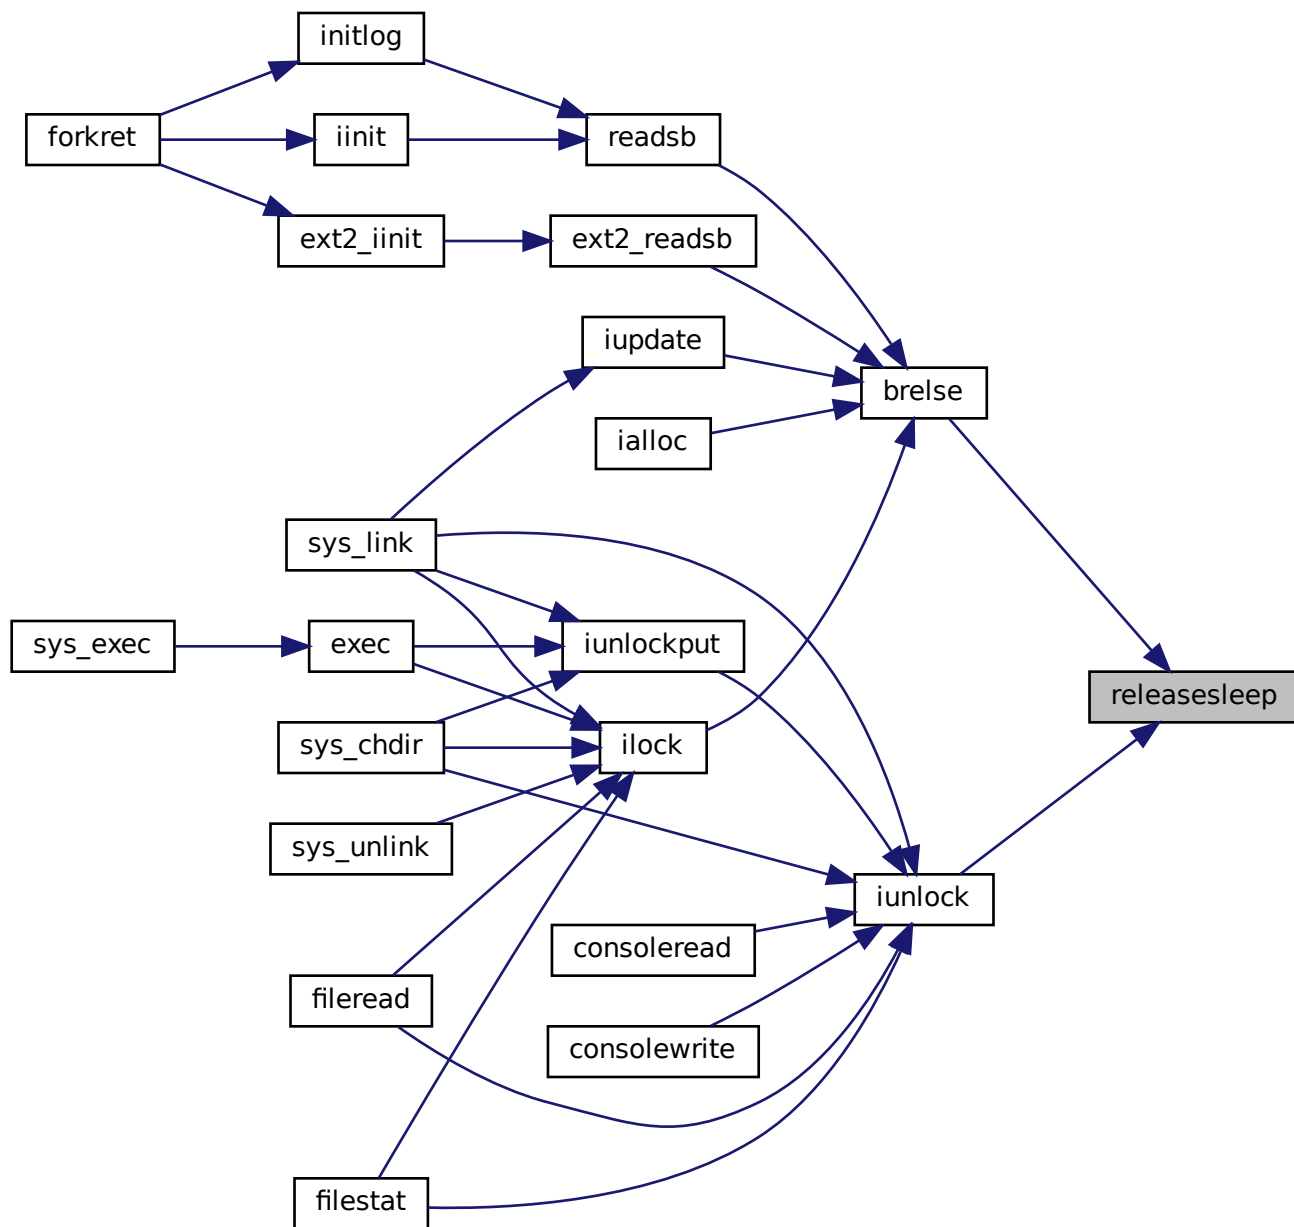 initlog
forkret
iinit
readsb
ext2_iinit
ext2_readsb
iupdate
brelse
ialloc
sys_link
sys_exec
exec
iunlockput
releasesleep
sys_chdir
ilock
sys_unlink
iunlock
consoleread
fileread
consolewrite
filestat